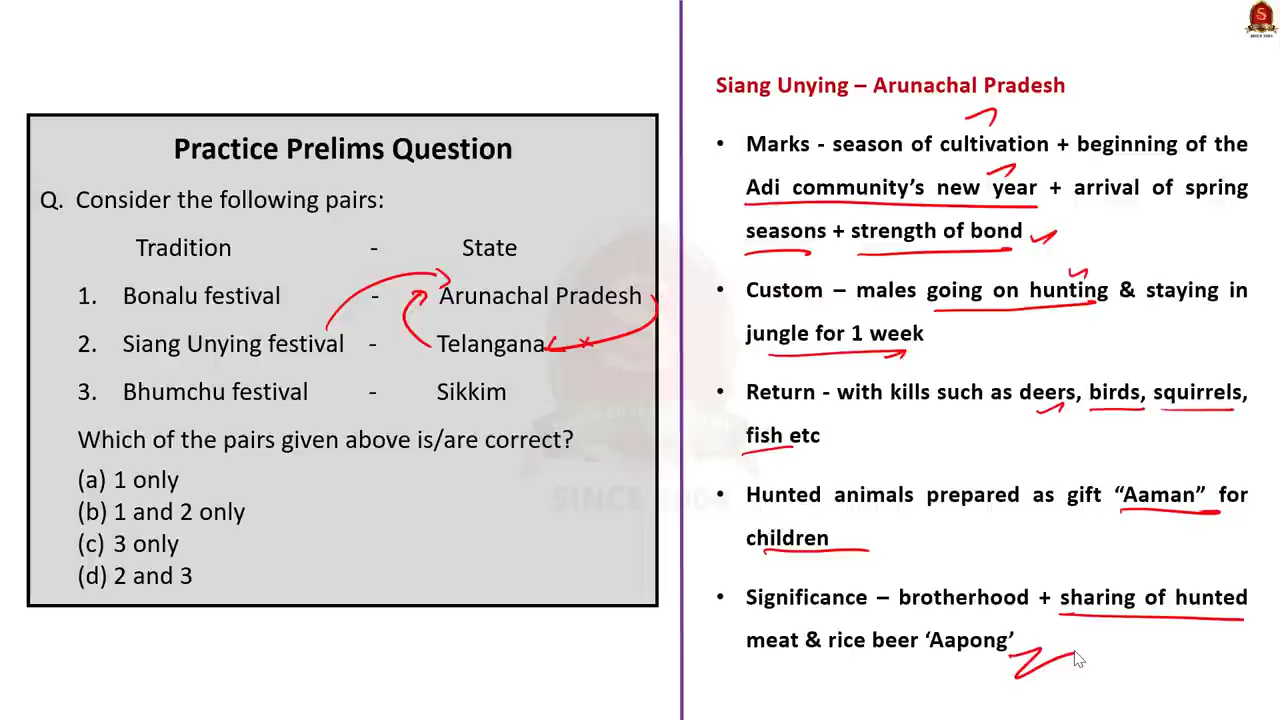 Practice Prelims Question
Q. Consider the following pairs:
Tradition - State
1. Bonalu festival - Arunachal Pradesh
2. Siang Unying festival - Telangana
3. Bhumchu festival - Sikkim
Which of the pairs given above is/are correct?
(a) 1 only
(b) 1 and 2 only
(c) 3 only
(d) 2 and 3
Siang Unying – Arunachal Pradesh
• Marks - season of cultivation + beginning of the
Adi community’s new year + arrival of spring
seasons + strength of bond
• Custom – males going on hunting & staying in
jungle for 1 week
• Return - with kills such as deers, birds, squirrels,
fish etc
• Hunted animals prepared as gift “Aaman” for
children
• Significance – brotherhood + sharing of hunted
meat & rice beer ‘Aapong’